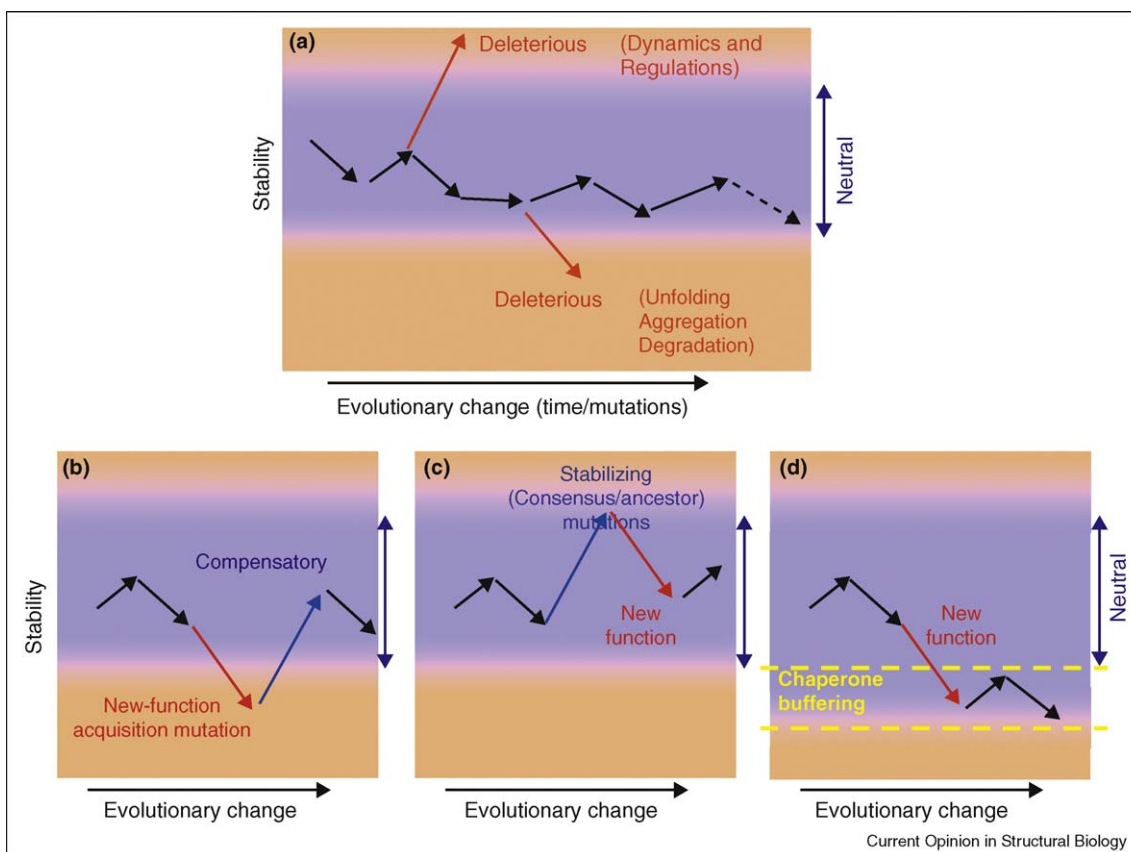 (a)
Deleterious
(Dynamics and
Regulations)
Stability
Neutral
Deleterious
(Unfolding
Aggregation
Degradation)
Evolutionary change (time/mutations)
(b)
Compensatory
Stability
New-function
acquisition mutation
Evolutionary change
(c)
Stabilizing
(Consensus/ancestor)
mutations
New
function
Evolutionary change
(d)
New
function
Neutral
Chaperone
buffering
Evolutionary change
Current Opinion in Structural Biology